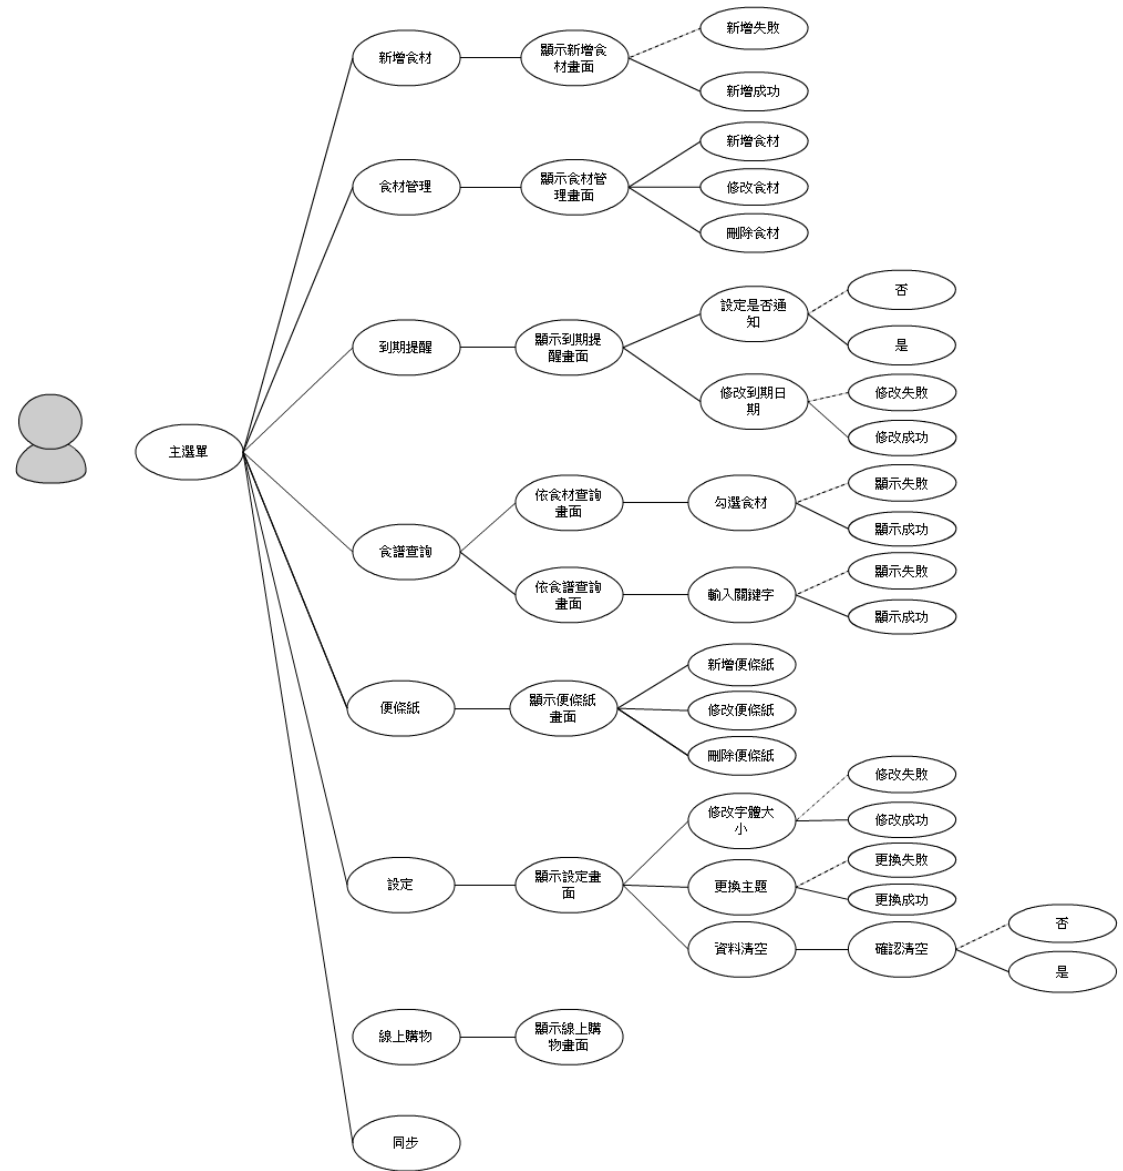 新增食材
顯示新增食
材畫面
新增失敗
新增成功
食材管理
顯示食材管
理畫面
新增食材
修改食材
刪除食材
到期提醒
顯示到期提
醒畫面
設定是否通
知
否
是
修改到期日
期
修改失敗
修改成功
主選單
食譜查詢
依食材查詢
畫面
勾選食材
顯示失敗
顯示成功
依食譜查詢
畫面
輸入關鍵字
顯示失敗
顯示成功
便條紙
顯示便條紙
畫面
新增便條紙
修改便條紙
刪除便條紙
設定
顯示設定畫
面
修改字體大
小
修改失敗
修改成功
更換主題
更換失敗
更換成功
資料清空
確認清空
否
是
線上購物
顯示線上購
物畫面
同步